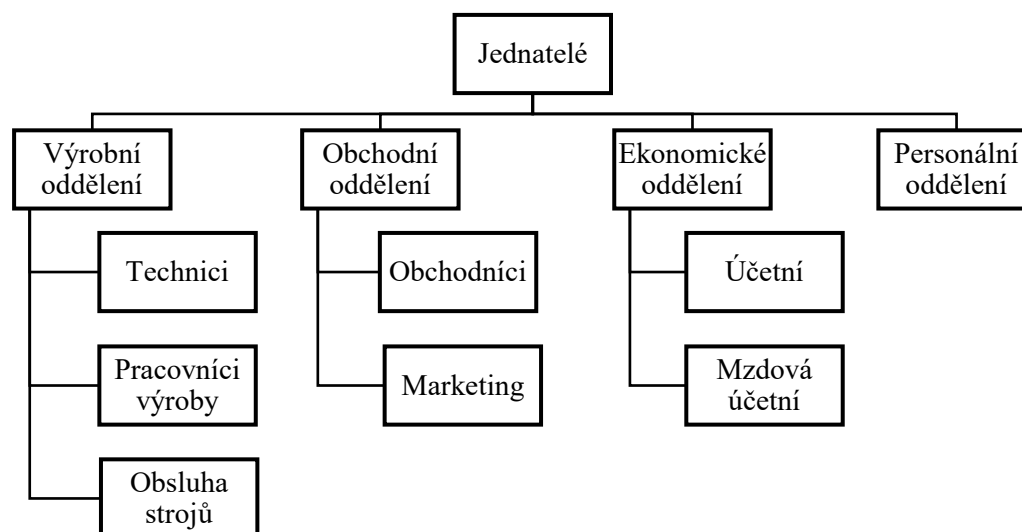 Jednatelé
Výrobní
oddělení
Obchodní
oddělení
Ekonomické
oddělení
Personální
oddělení
Technici
Obchodníci
Účetní
Pracovníci
výroby
Marketing
Mzdová
účetní
Obsluha
strojů